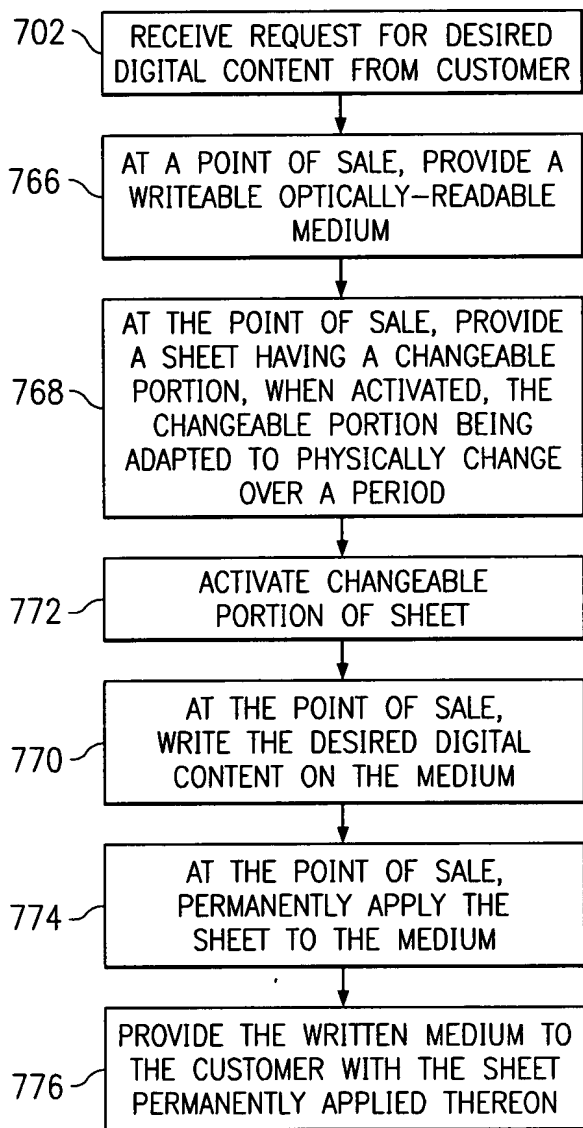 702
RECEIVE REQUEST FOR DESIRED
DIGITAL CONTENT FROM CUSTOMER
766
AT A POINT OF SALE, PROVIDE A
WRITEABLE OPTICALLY–READABLE
MEDIUM
768
AT THE POINT OF SALE, PROVIDE
A SHEET HAVING A CHANGEABLE
PORTION, WHEN ACTIVATED, THE
CHANGEABLE PORTION BEING
ADAPTED TO PHYSICALLY CHANGE
OVER A PERIOD
772
ACTIVATE CHANGEABLE
PORTION OF SHEET
770
AT THE POINT OF SALE,
WRITE THE DESIRED DIGITAL
CONTENT ON THE MEDIUM
774
AT THE POINT OF SALE,
PERMANENTLY APPLY THE
SHEET TO THE MEDIUM
776
PROVIDE THE WRITTEN MEDIUM TO
THE CUSTOMER WITH THE SHEET
PERMANENTLY APPLIED THEREON